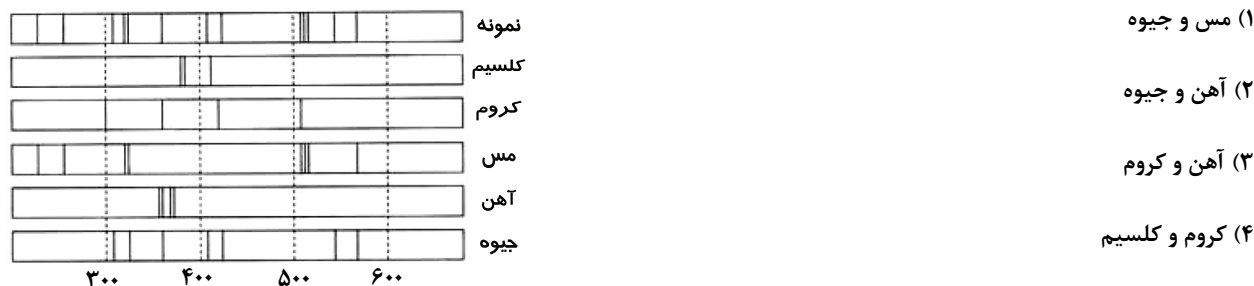 ۱) مس و جیوه
۲) آهن و جیوه
۳) آهن و کروم
۴) کروم و کلسیم
نمونه
کلسیم
کروم
مس
آهن
جیوه
۳۰۰ ۴۰۰ ۵۰۰ ۶۰۰